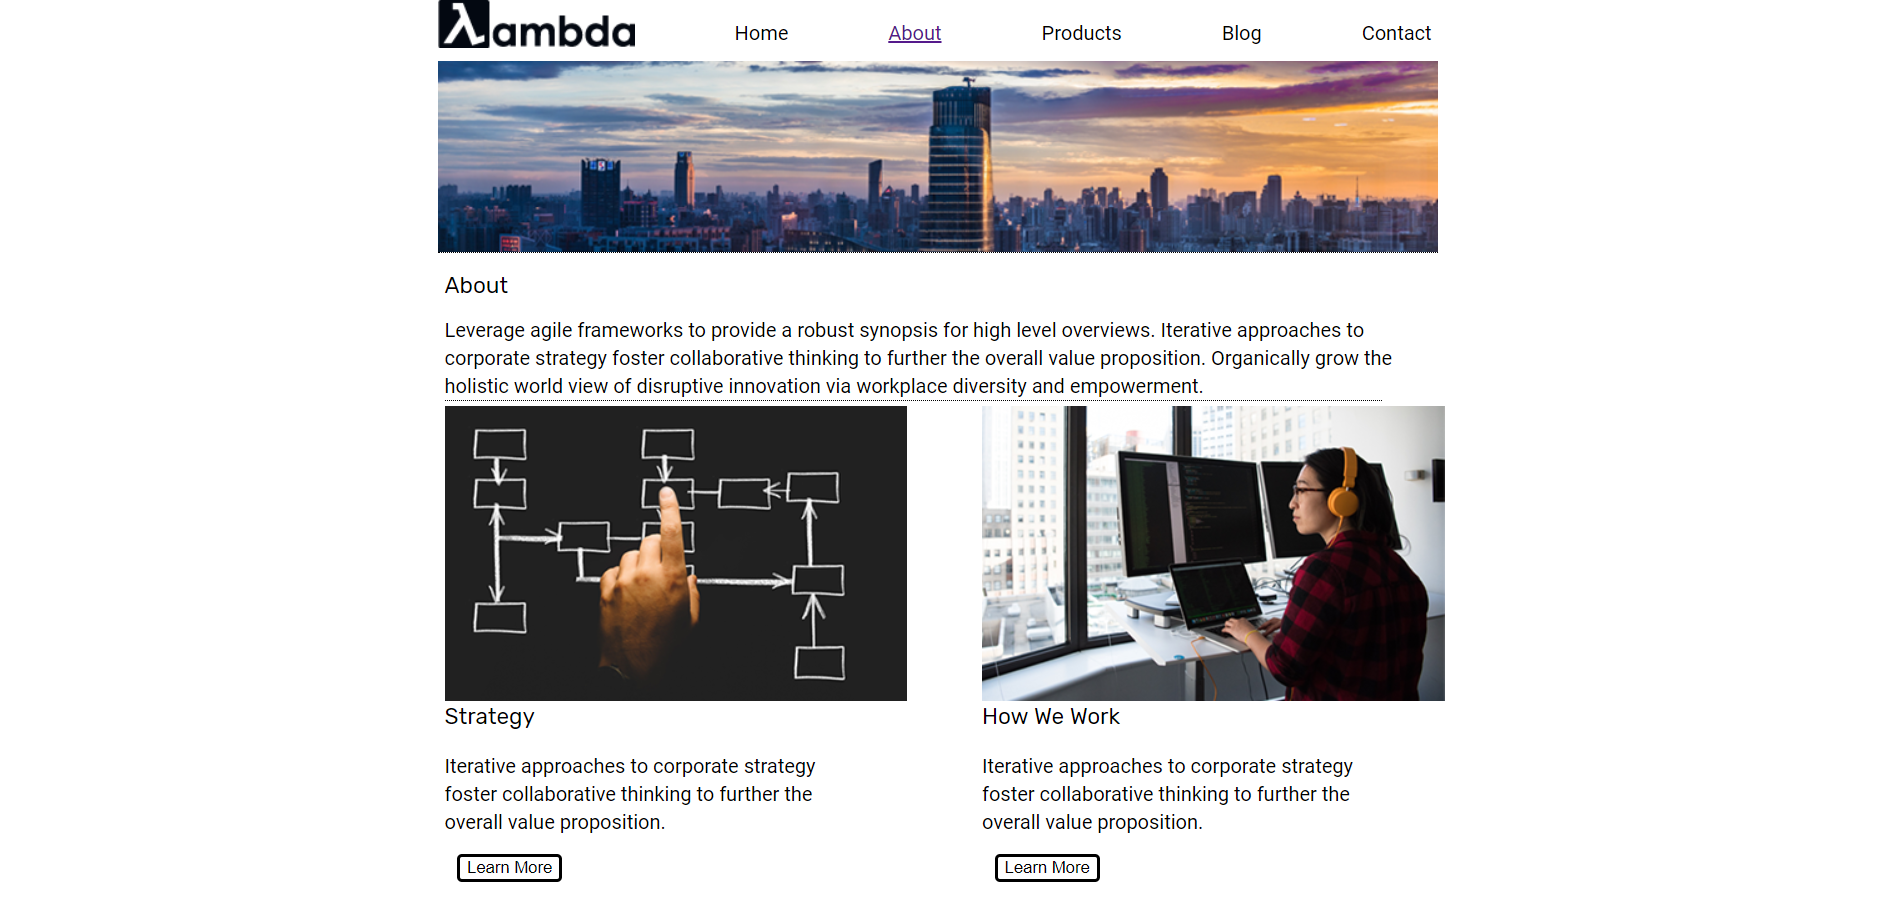 λambda
Home About Products Blog Contact
About
Leverage agile frameworks to provide a robust synopsis for high level overviews. Iterative approaches to
corporate strategy foster collaborative thinking to further the overall value proposition. Organically grow the
holistic world view of disruptive innovation via workplace diversity and empowerment.
Strategy
Iterative approaches to corporate strategy
foster collaborative thinking to further the
overall value proposition.
Learn More
How We Work
Iterative approaches to corporate strategy
foster collaborative thinking to further the
overall value proposition.
Learn More